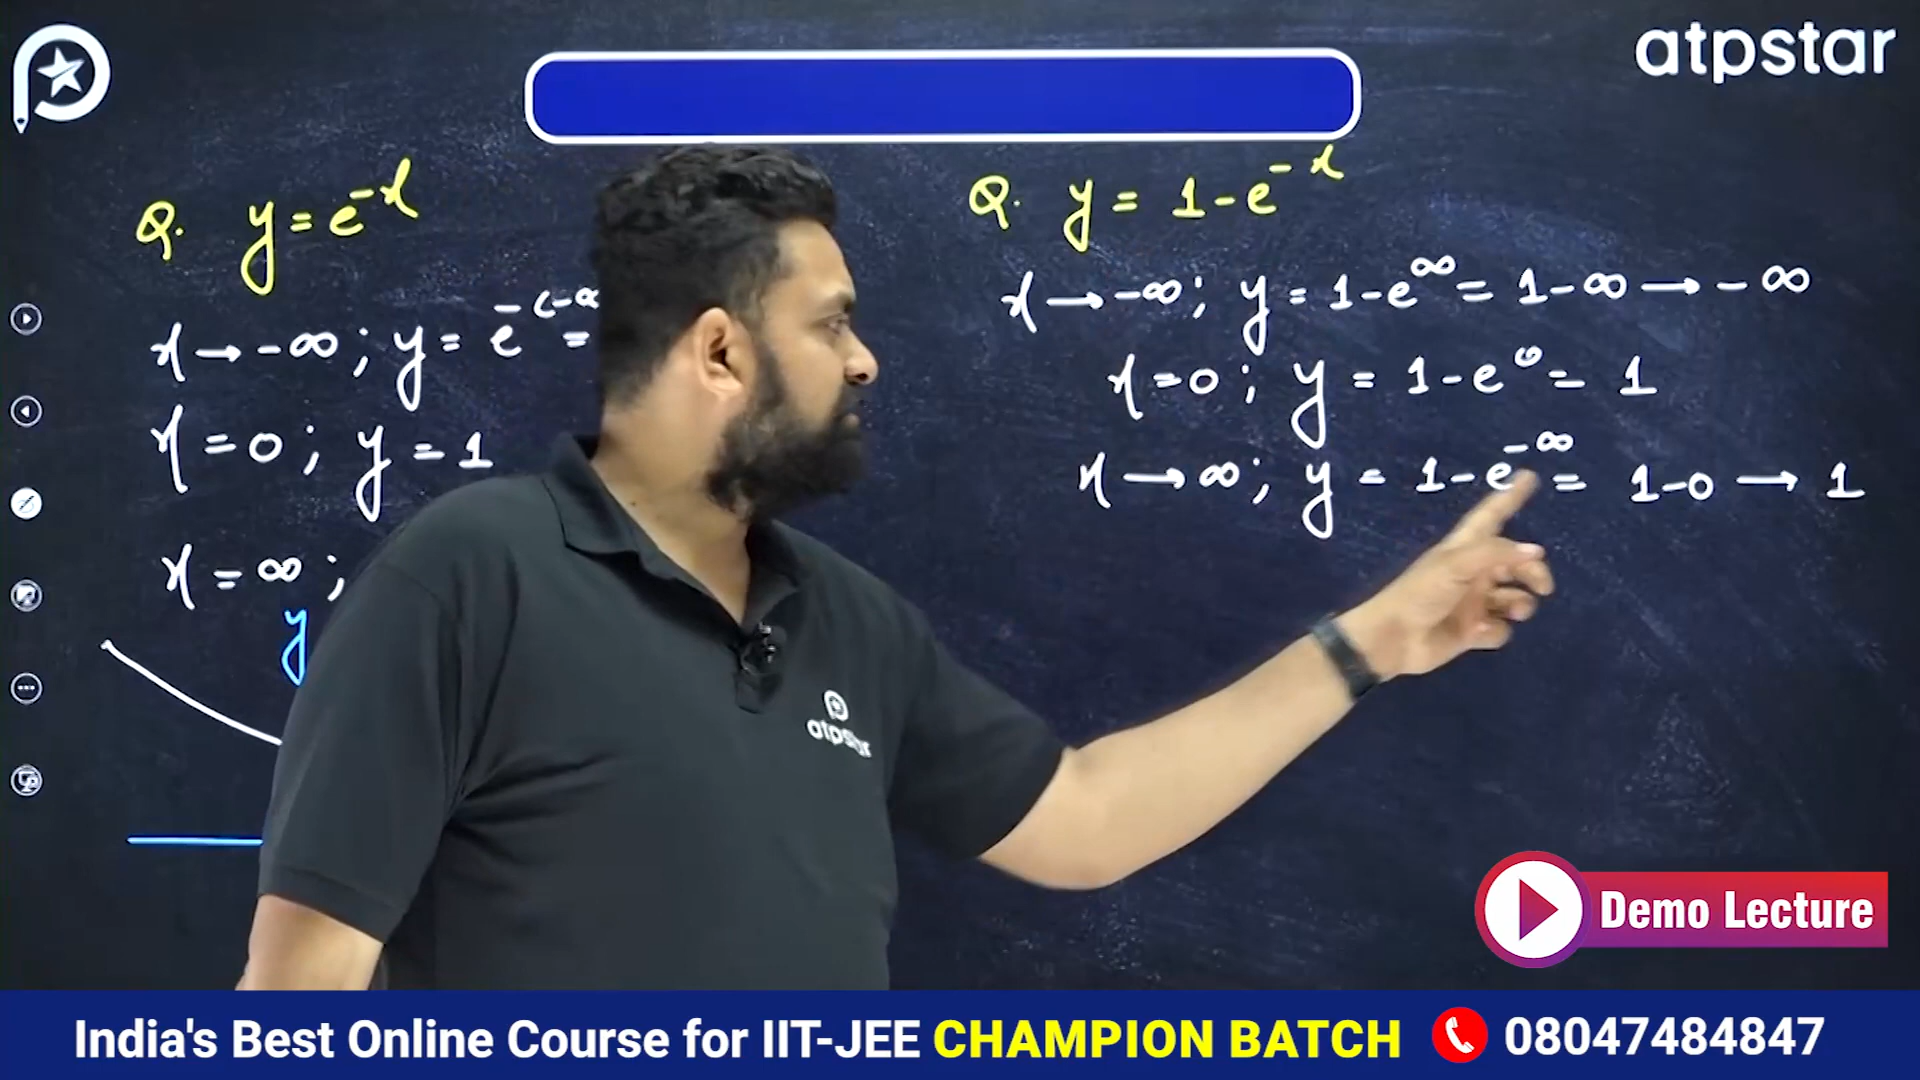 atpstar
Q. y = e^-x
x → -∞ ; y = e^-(-∞ =
x = 0 ; y = 1
x = ∞ ;
y
Q. y = 1 - e^-x
x → -∞ ; y = 1 - e^∞ = 1 - ∞ → - ∞
x = 0 ; y = 1 - e^0 = 1
x → ∞ ; y = 1 - e^-∞ = 1 - 0 → 1
atpstar
Demo Lecture
India's Best Online Course for IIT-JEE CHAMPION BATCH 08047484847